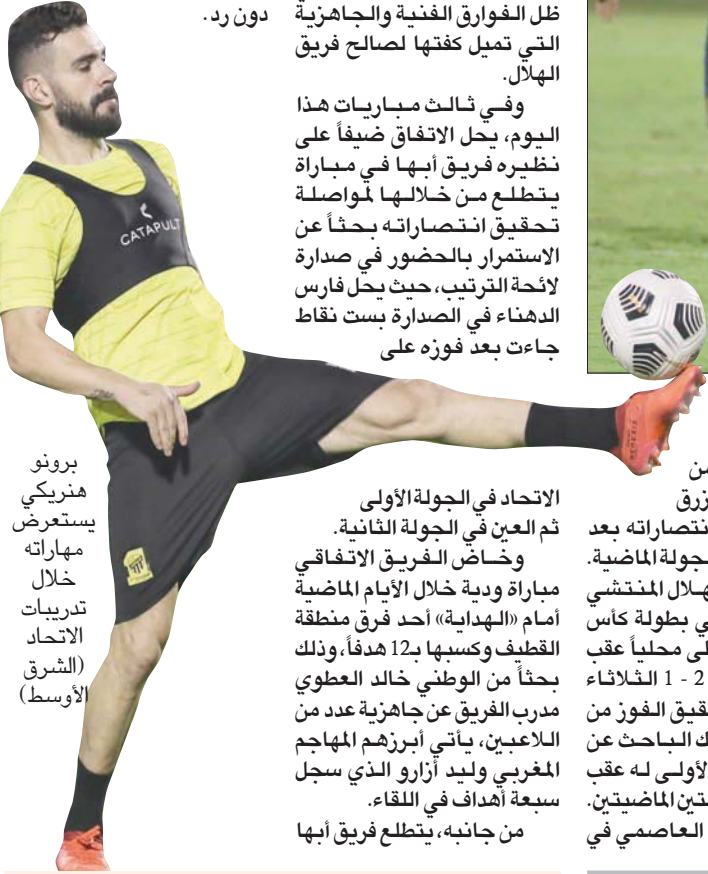 من
زرق
نتصاراته بعد
لجولة الماضية.
هلال المنتشي
ي بطولة كأس
لى محلياً عقب
2 - 1 الثلاثاء
قيق الفوز من
ك الباحث عن
لأولى له عقب
تين الماضيتين.
العاصمي في
ظل الفوارق الفنية والجاهزية
التي تميل كفتها لصالح فريق
الهلال.
وفي ثالث مباريات هذا
اليوم، يحل الاتفاق ضيفاً على
نظيره فريق أبها في مباراة
يتطلع من خلالها لمواصلة
تحقيق انتصاراته بحثاً عن
الاستمرار بالحضور في صدارة
لائحة الترتيب، حيث يحل فارس
الدهناء في الصدارة بست نقاط
جاءت بعد فوزه على
الاتحاد في الجولة الأولى
ثم العين في الجولة الثانية.
وخاض الفريق الاتفاقي
مباراة ودية خلال الأيام الماضية
أمام «الهداية» أحد فرق منطقة
القطيف وكسبها بـ12 هدفاً، وذلك
بحثاً من الوطني خالد العطوي
مدرب الفريق عن جاهزية عدد من
اللاعبين، يأتي أبرزهم المهاجم
المغربي وليد أزارو الذي سجل
سبعة أهداف في اللقاء.
من جانبه، يتطلع فريق أبها
دون رد.
CATAPULT
برونو
هنريكي
يستعرض
مهاراته
خلال
تدريبات
الاتحاد
(الشرق
الأوسط)